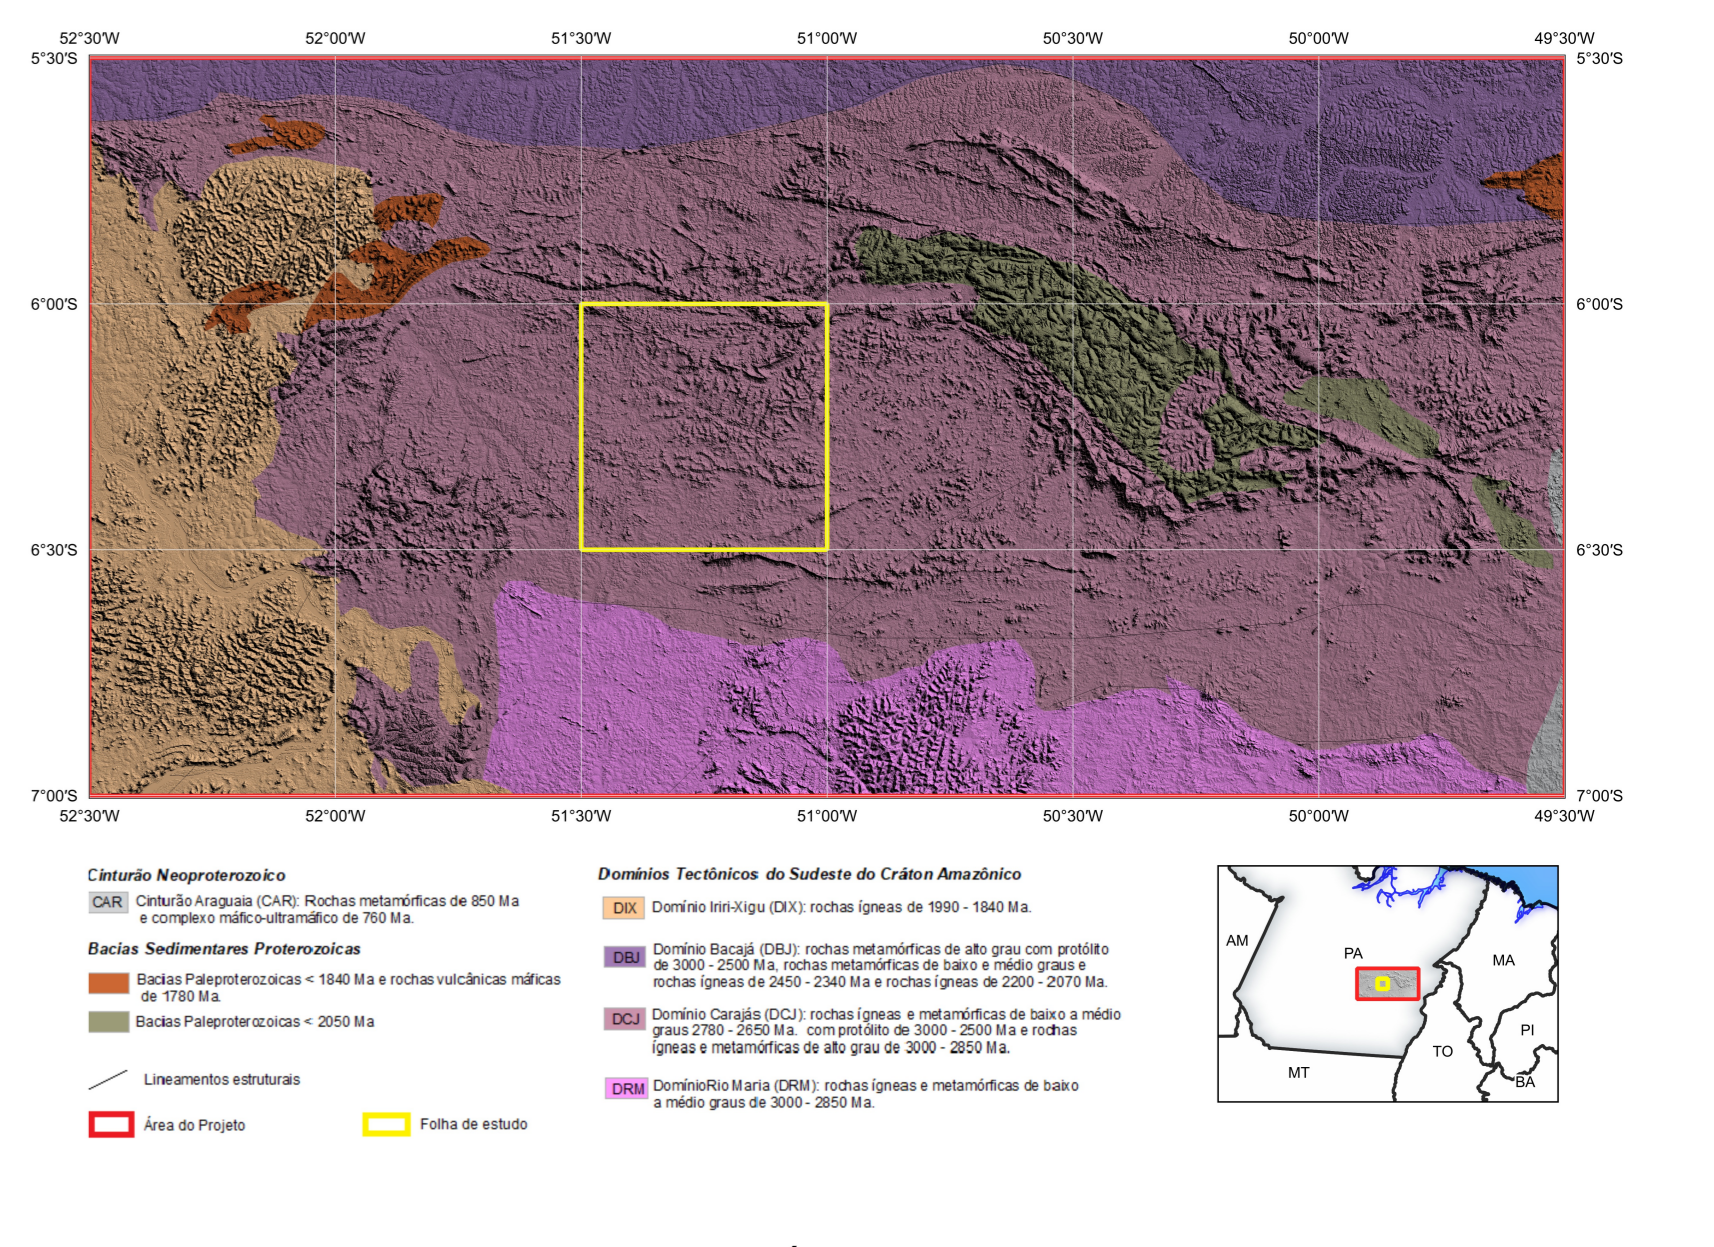 52°30'W 52°00'W 51°30'W 51°00'W 50°30'W 50°00'W 49°30'W
5°30'S 5°30'S
6°00'S 6°00'S
6°30'S 6°30'S
7°00'S 7°00'S
52°30'W 52°00'W 51°30'W 51°00'W 50°30'W 50°00'W 49°30'W
Cinturão Neoproterozoico
CAR Cinturão Araguaia (CAR): Rochas metamórficas de 850 Ma
e complexo máfico-ultramáfico de 760 Ma.
Bacias Sedimentares Proterozoicas
Bacias Paleproterozoicas < 1840 Ma e rochas vulcânicas máficas
de 1780 Ma.
Bacias Paleproterozoicas < 2050 Ma
Lineamentos estruturais
Área do Projeto
Folha de estudo
Domínios Tectônicos do Sudeste do Cráton Amazônico
DIX Domínio Iriri-Xigu (DIX): rochas ígneas de 1990 - 1840 Ma.
DBJ Domínio Bacajá (DBJ): rochas metamórficas de alto grau com protólito
de 3000 - 2500 Ma, rochas metamórficas de baixo e médio graus e
rochas ígneas de 2450 - 2340 Ma e rochas ígneas de 2200 - 2070 Ma.
DCJ Domínio Carajás (DCJ): rochas ígneas e metamórficas de baixo a médio
graus 2780 - 2650 Ma. com protólito de 3000 - 2500 Ma e rochas
ígneas e metamórficas de alto grau de 3000 - 2850 Ma.
DRM DomínioRio Maria (DRM): rochas ígneas e metamórficas de baixo
a médio graus de 3000 - 2850 Ma.
AM
PA
MA
PI
TO
MT
BA